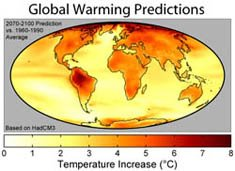 Global Warming Predictions
2070-2100 Prediction
vs. 1960-1990
Average
Based on HadCM3
0 1 2 3 4 5 6 7 8
Temperature Increase (°C)